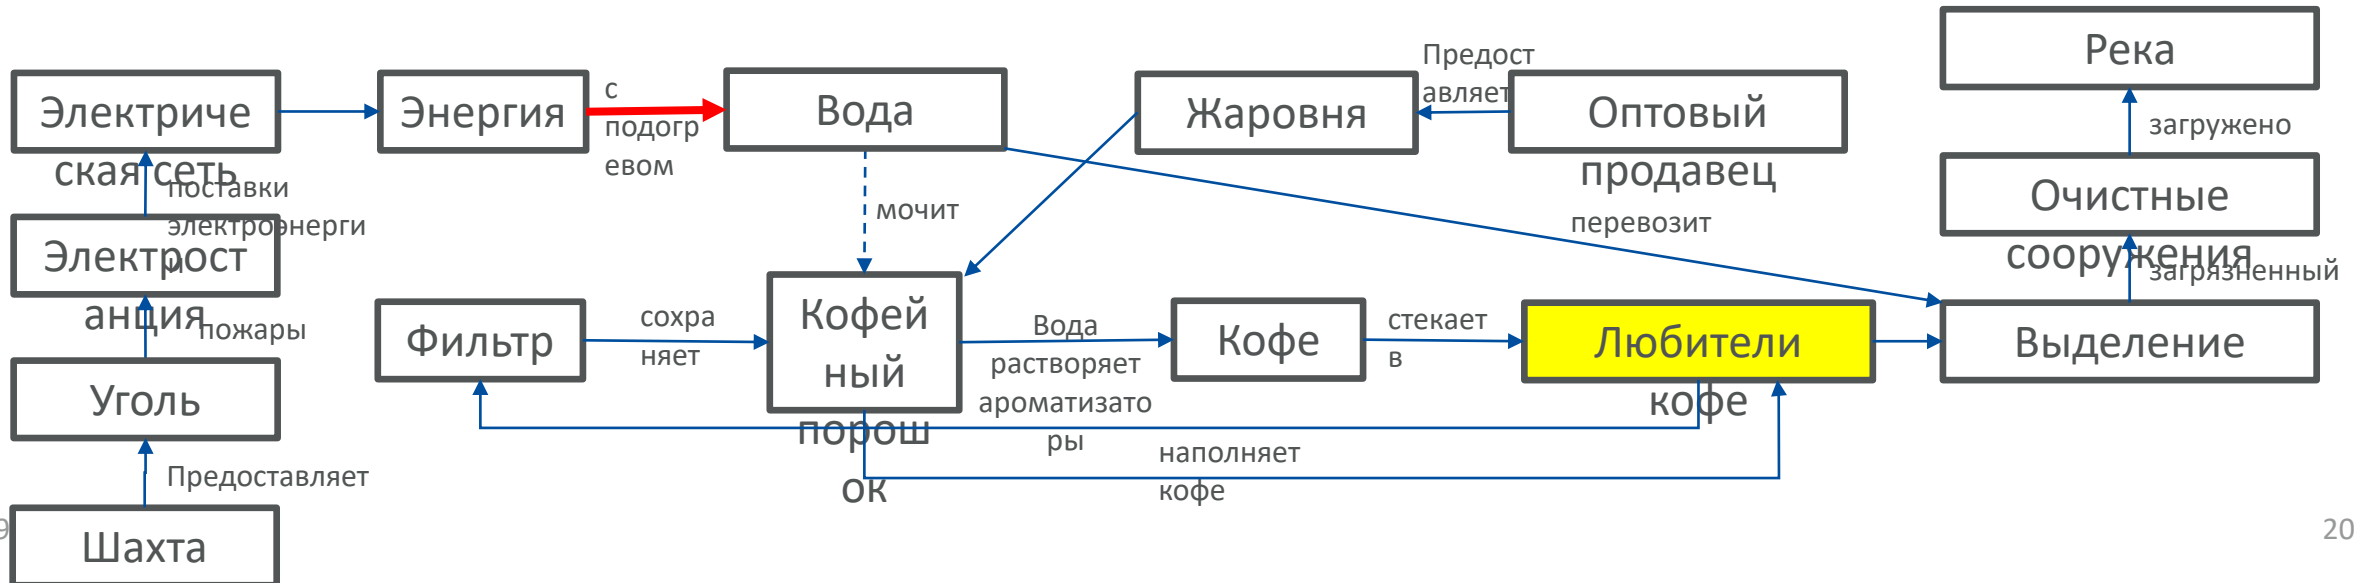 Электриче
ская сеть
Энергия
с
подогр
евом
Вода
Жаровня
Предост
авляет
Оптовый
продавец
Река
загружено
поставки
электроэнерги
и
мочит
перевозит
Очистные
сооружения
загрязненный
Электрост
анция
пожары
Фильтр
сохра
няет
Кофей
ный
порош
ок
Вода
растворяет
ароматизато
ры
Кофе
стекает
в
Любители
кофе
Выделение
Уголь
Предоставляет
наполняет
кофе
Шахта
9
20